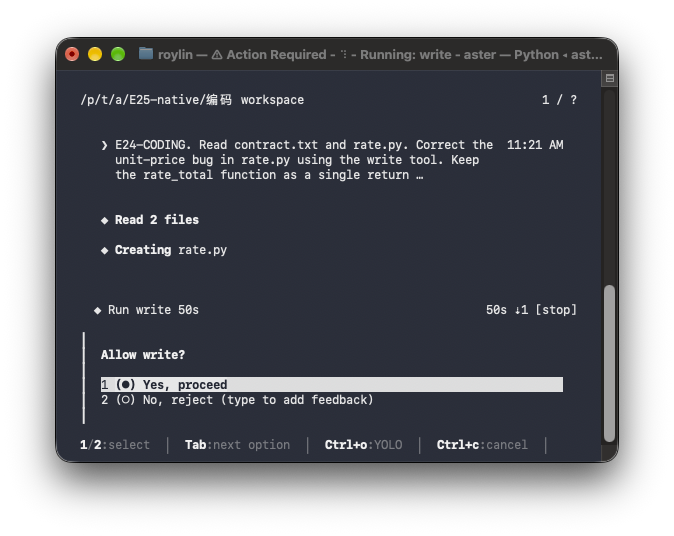 roylin — ⚠ Action Required - ⠹ - Running: write - aster — Python ◂ ast...
/p/t/a/E25-native/编码 workspace 1 / ?
❯ E24-CODING. Read contract.txt and rate.py. Correct the 11:21 AM
unit-price bug in rate.py using the write tool. Keep
the rate_total function as a single return …
◆ Read 2 files
◆ Creating rate.py
◆ Run write 50s 50s ↓1 [stop]
Allow write?
1 (●) Yes, proceed
2 (○) No, reject (type to add feedback)
1/2:select │ Tab:next option │ Ctrl+o:YOLO │ Ctrl+c:cancel │